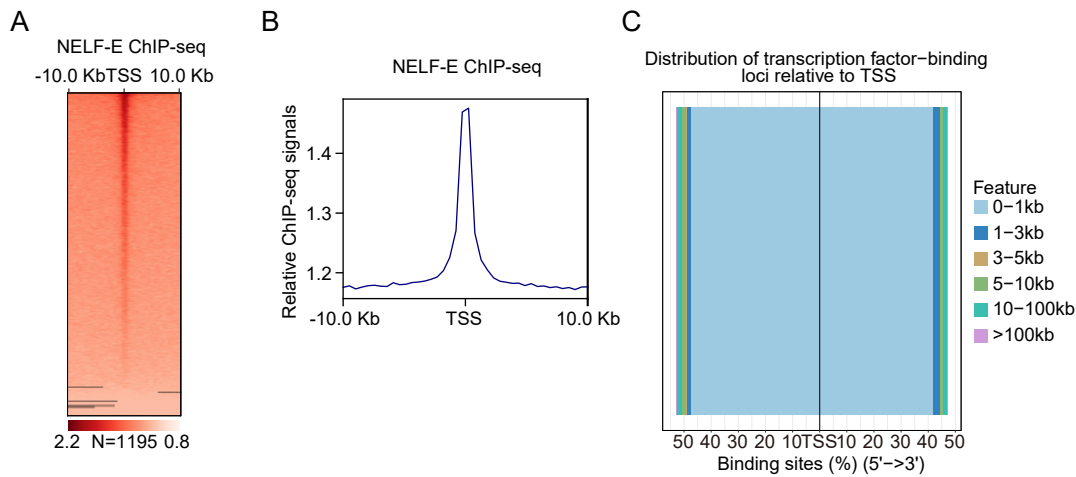 A
NELF-E ChIP-seq
-10.0 KbTSS 10.0 Kb
2.2 N=1195 0.8
B
NELF-E ChIP-seq
Relative ChIP-seq signals
1.4
1.3
1.2
-10.0 Kb TSS 10.0 Kb
C
Distribution of transcription factor−binding
loci relative to TSS
50 40 30 20 10TSS10 20 30 40 50
Binding sites (%) (5'−>3')
Feature
0−1kb
1−3kb
3−5kb
5−10kb
10−100kb
>100kb